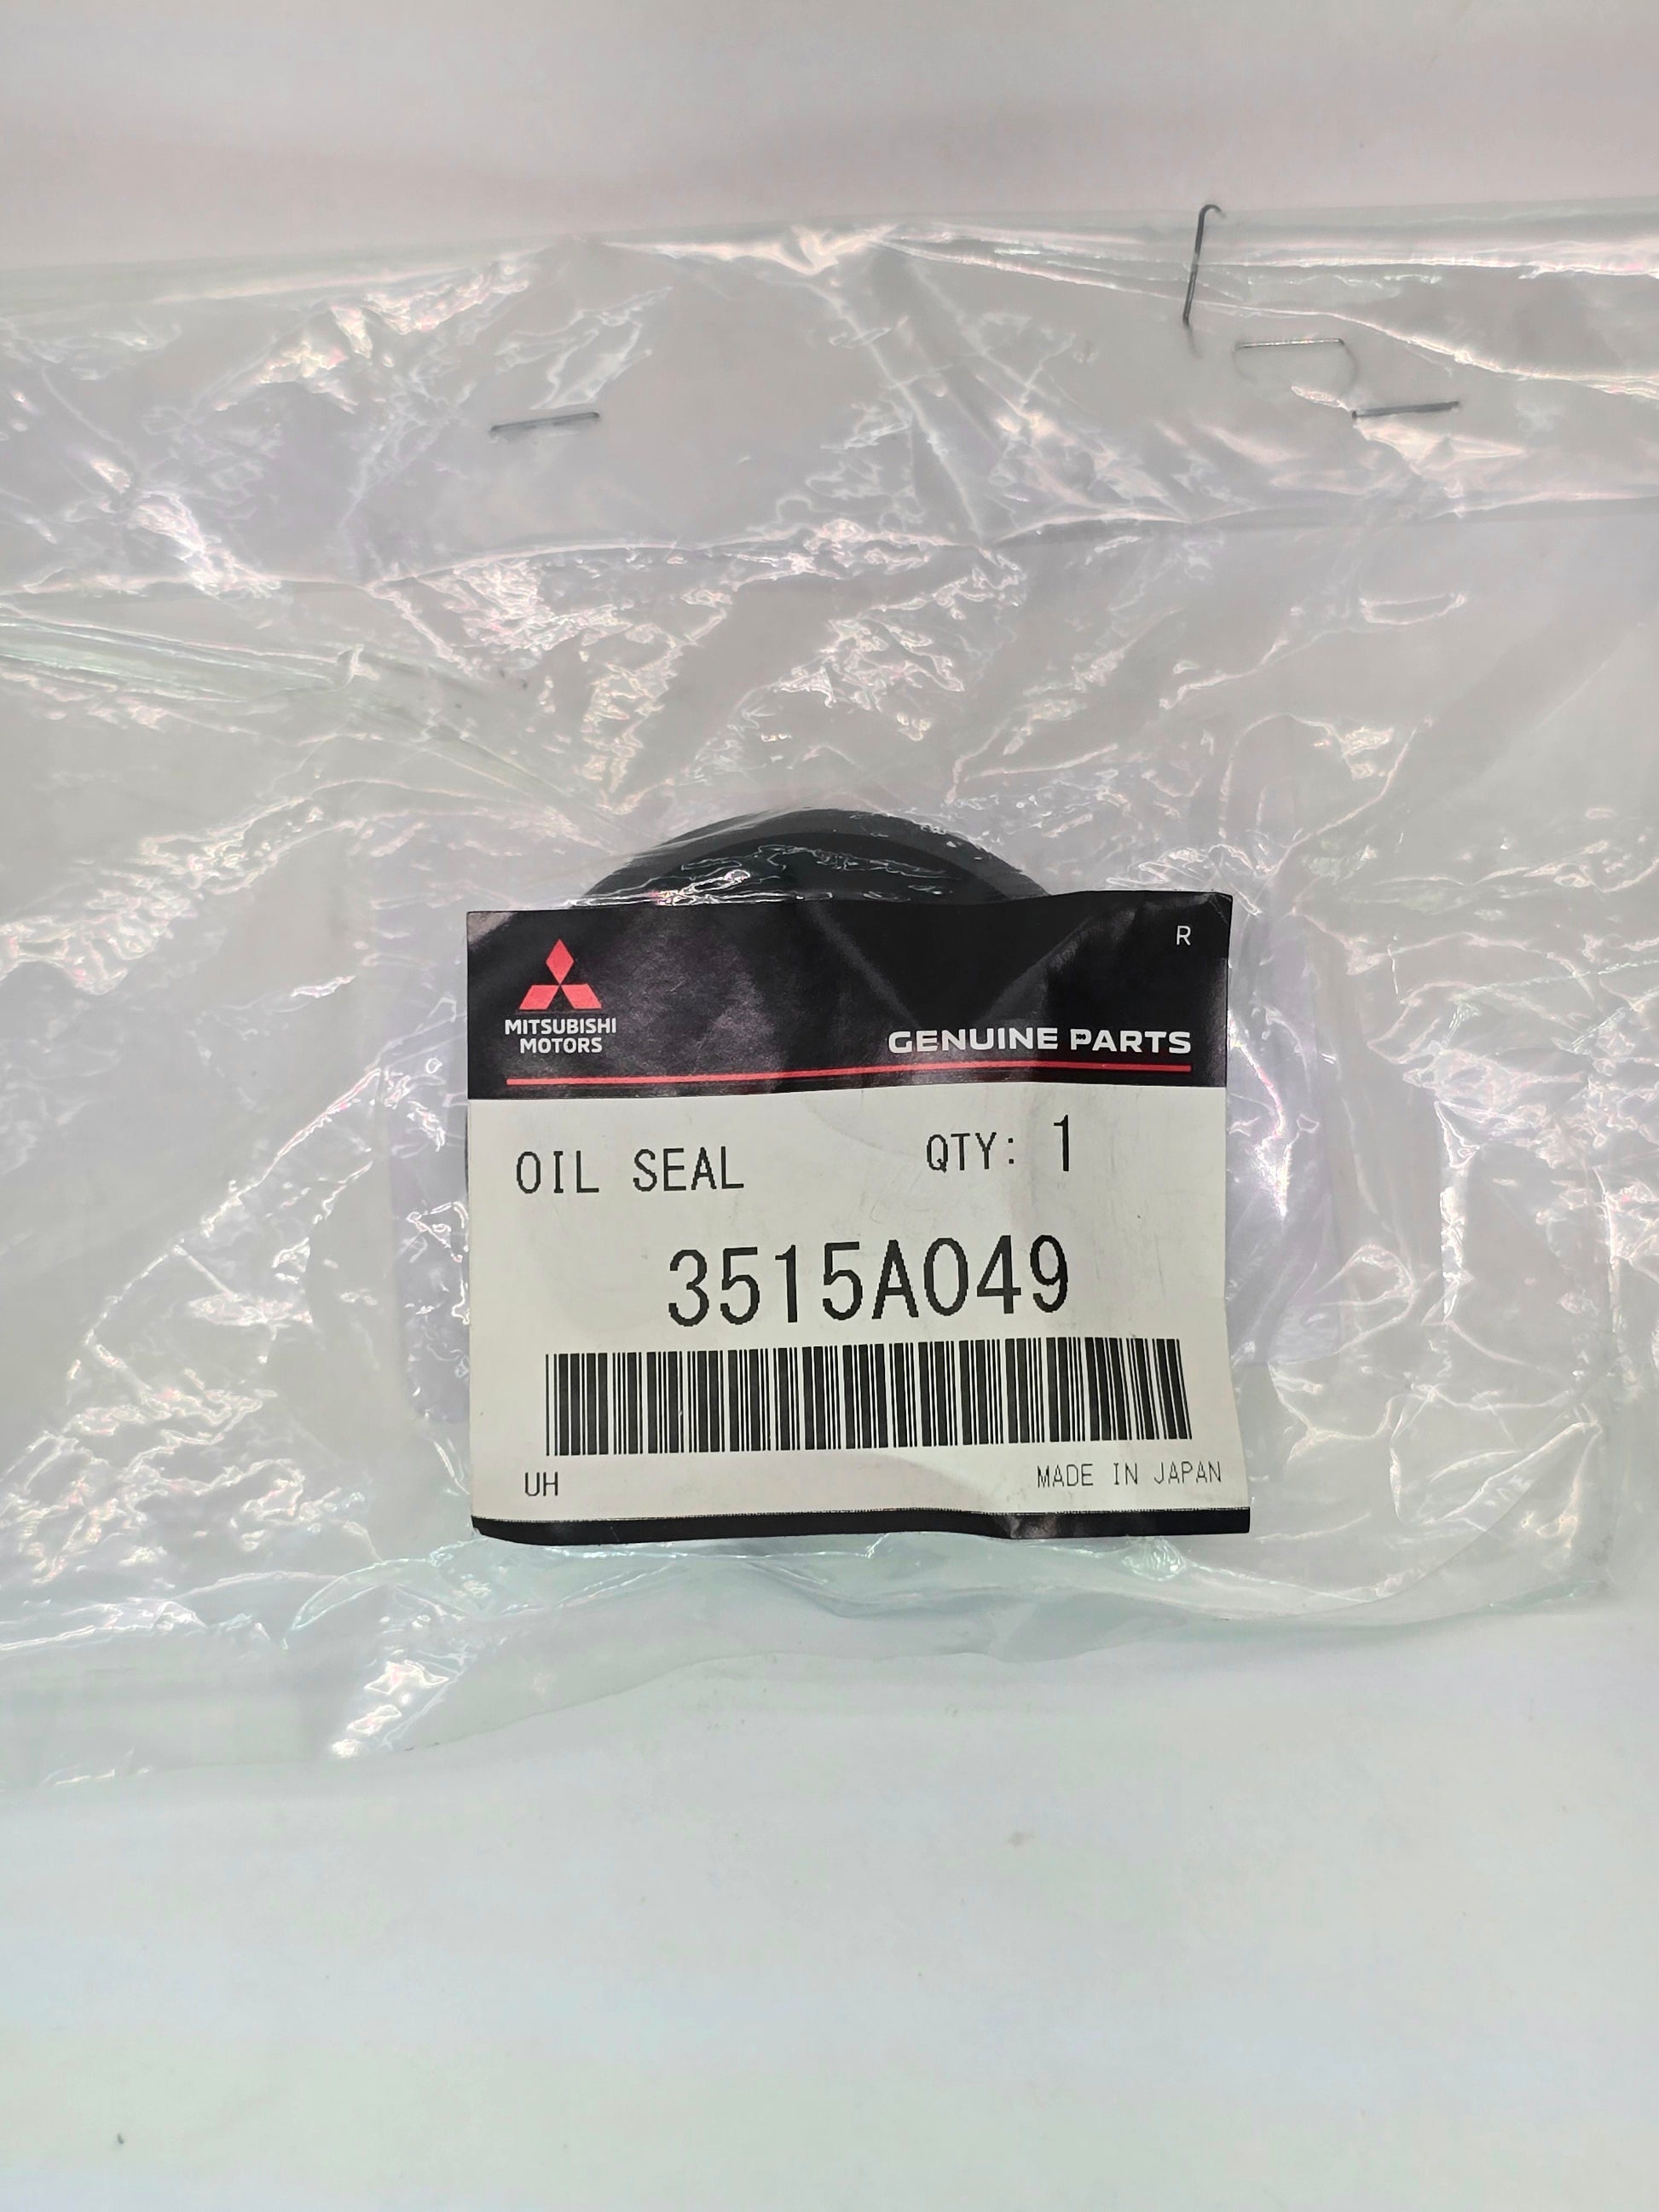 R
MITSUBISHI
MOTORS
GENUINE PARTS
OIL SEAL QTY: 1
3515A049
UH MADE IN JAPAN